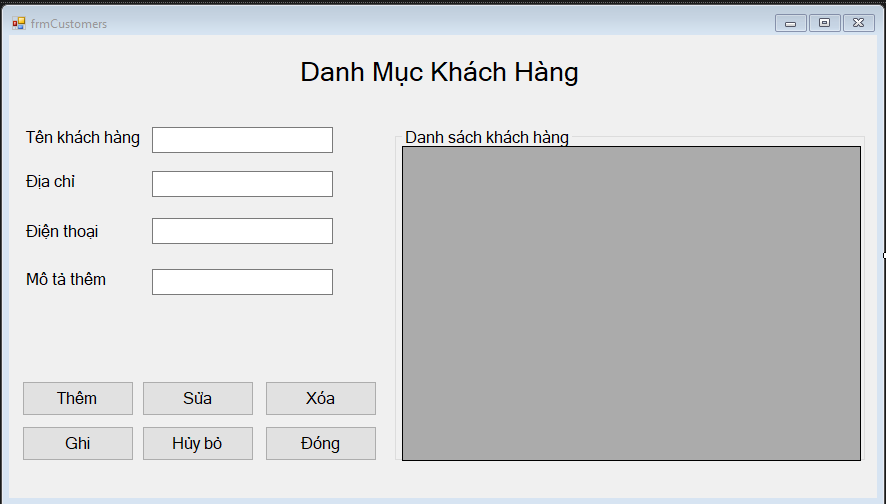 frmCustomers
Danh Mục Khách Hàng
Tên khách hàng
Địa chỉ
Điện thoại
Mô tả thêm
Danh sách khách hàng
Thêm
Sửa
Xóa
Ghi
Hủy bỏ
Đóng